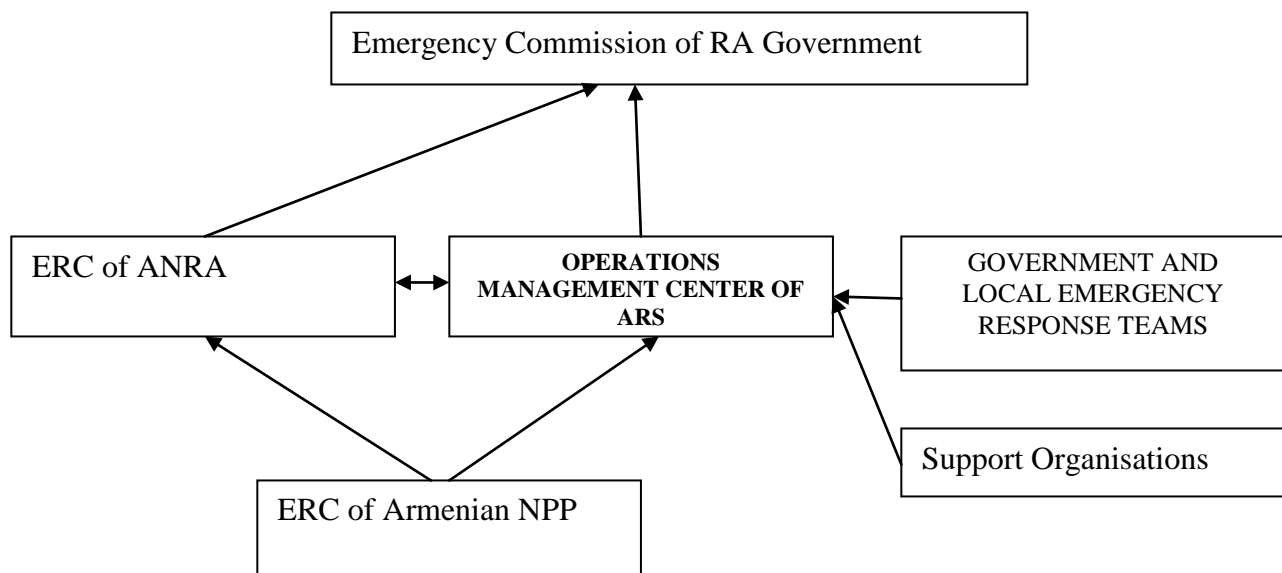 Emergency Commission of RA Government
ERC of ANRA
OPERATIONS
MANAGEMENT CENTER OF
ARS
GOVERNMENT AND
LOCAL EMERGENCY
RESPONSE TEAMS
Support Organisations
ERC of Armenian NPP